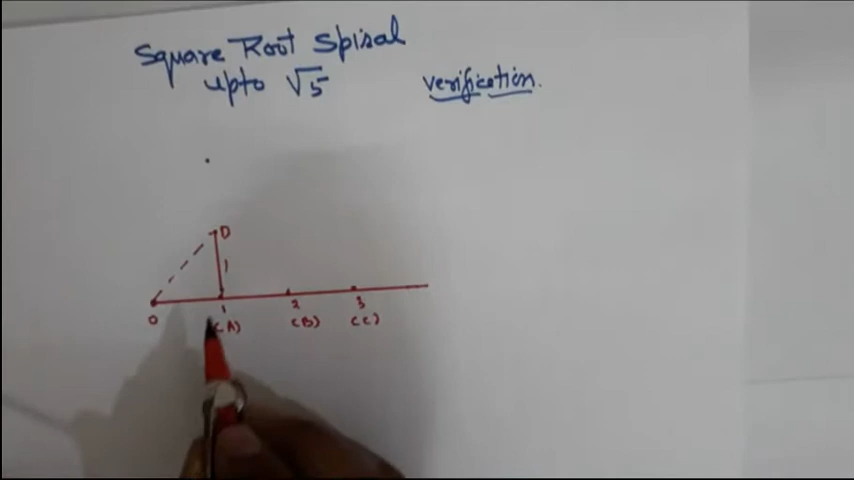 Square Root Spiral
upto √5
verification.
D
1
0 1 2 3
(A) (B) (C)